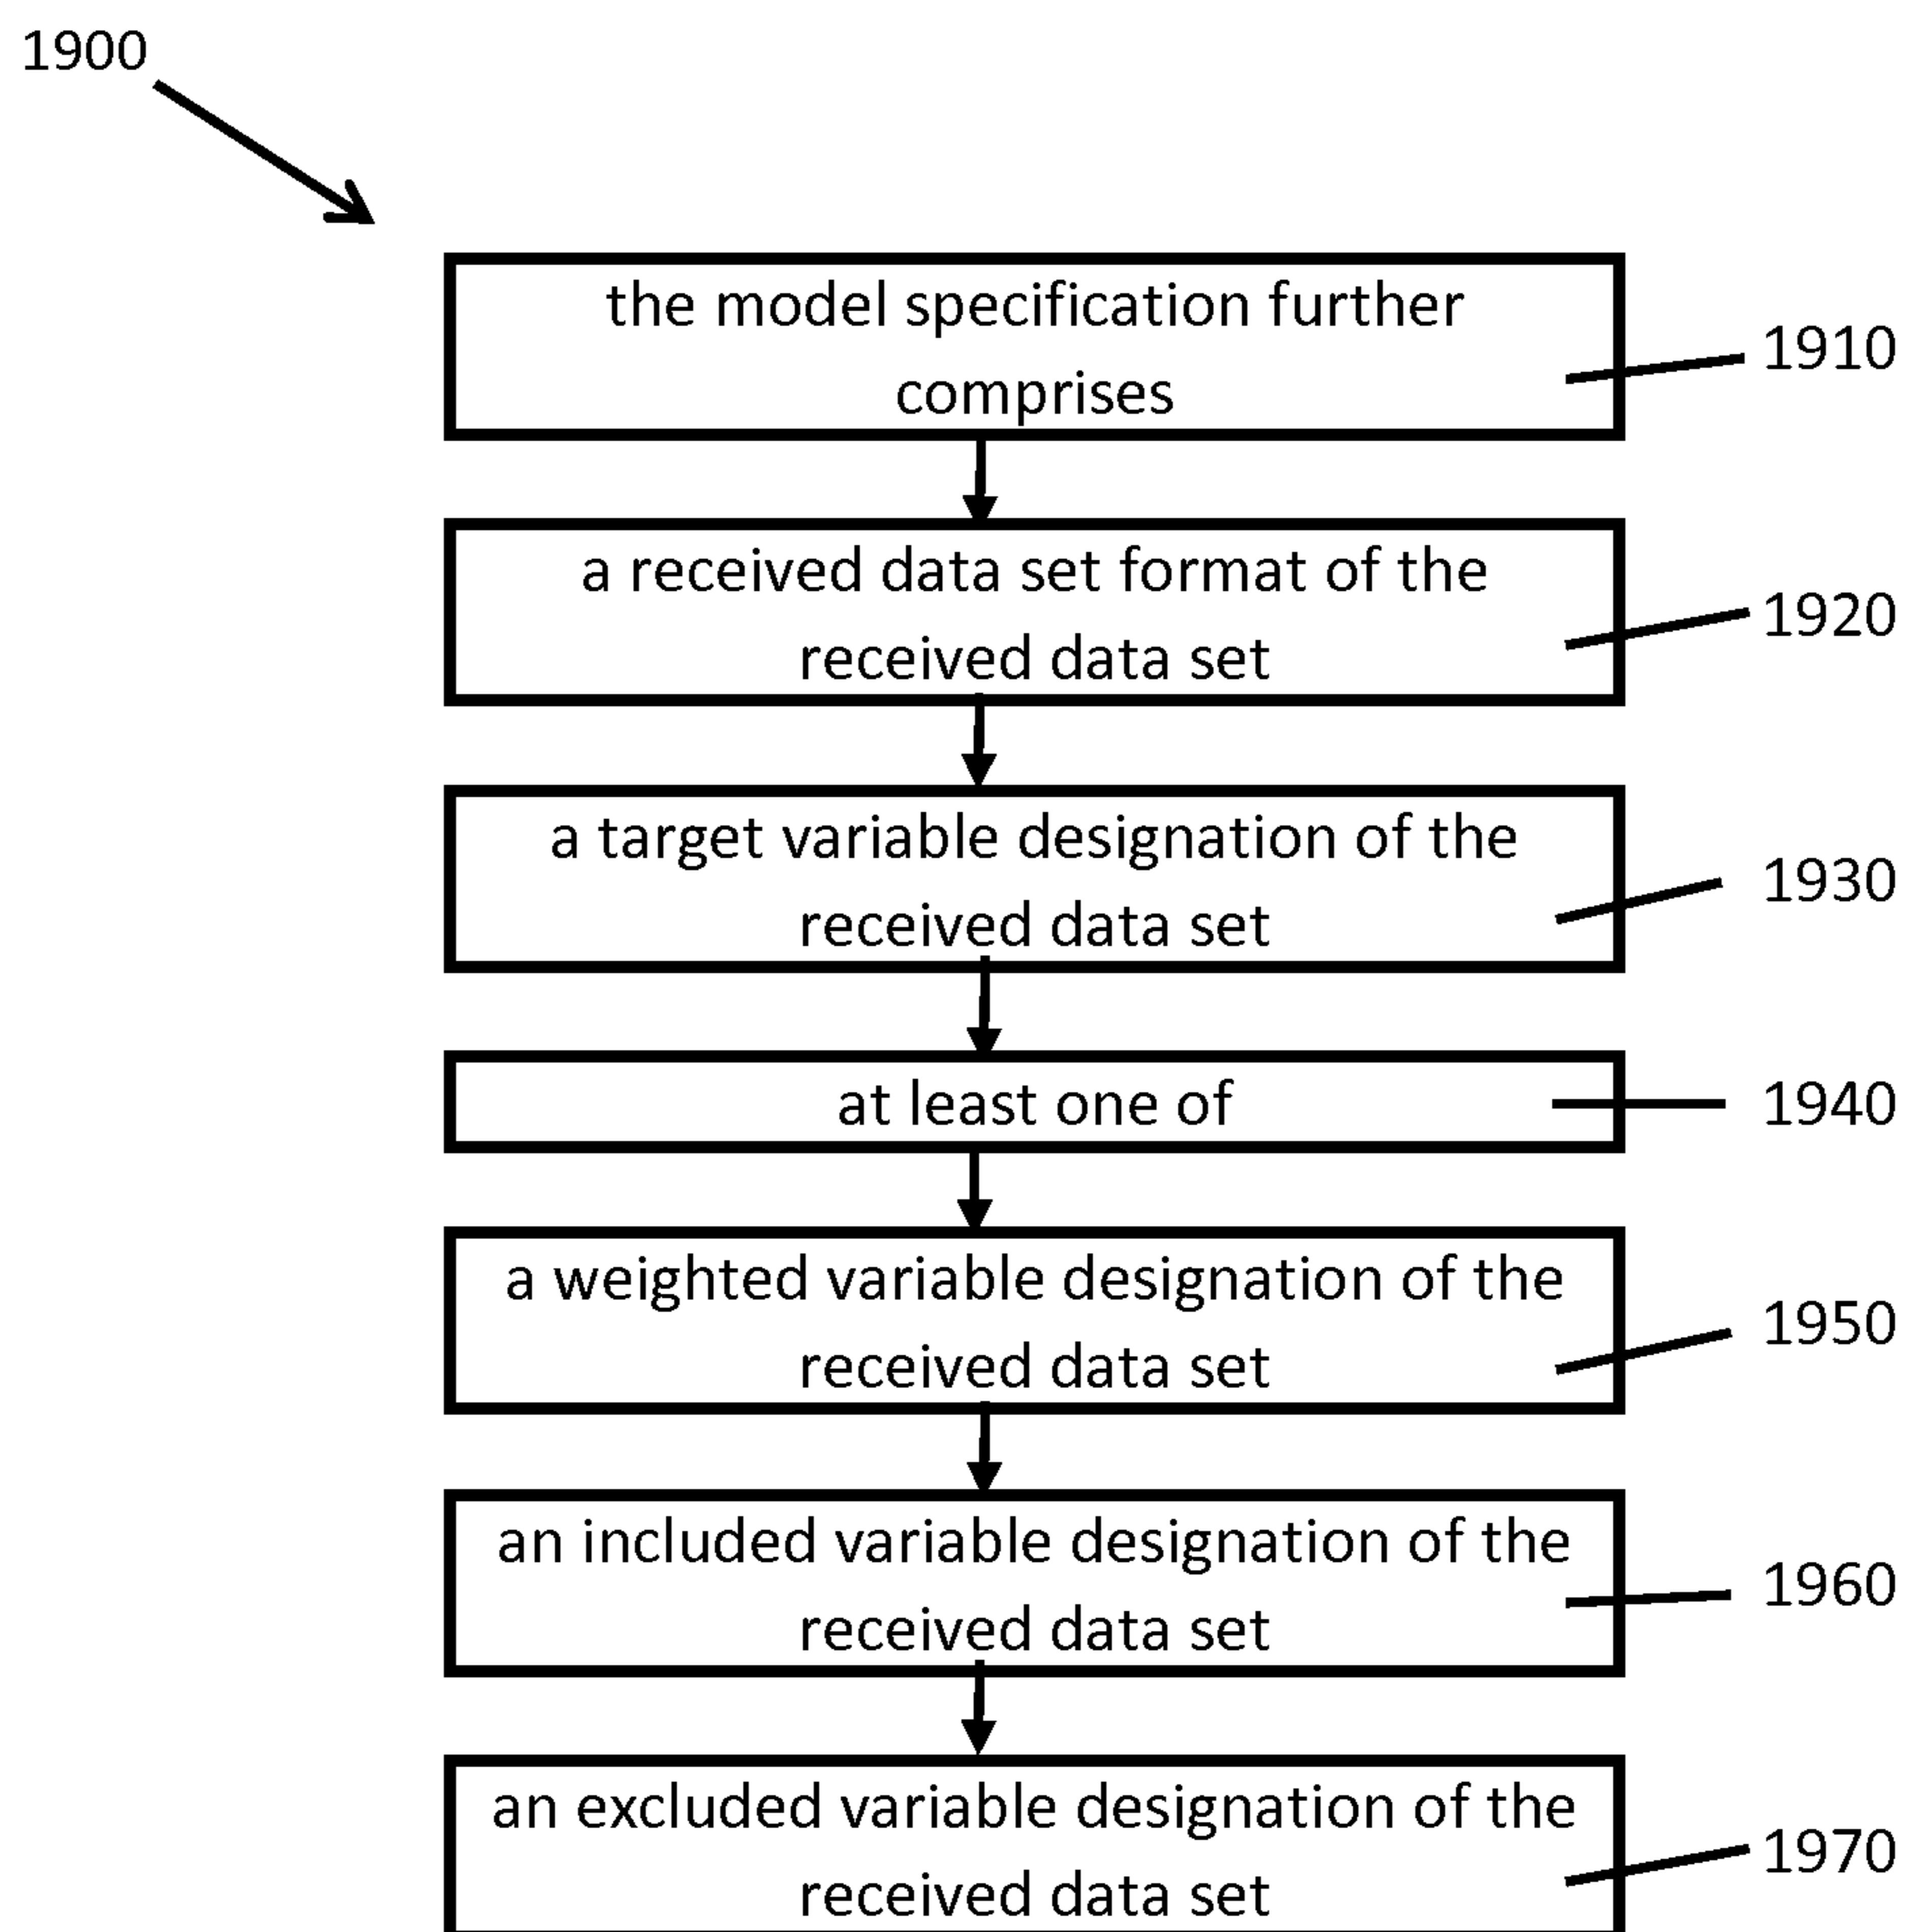 1900
the model specification further
comprises
1910
a received data set format of the
received data set
1920
a target variable designation of the
received data set
1930
at least one of
1940
a weighted variable designation of the
received data set
1950
an included variable designation of the
received data set
1960
an excluded variable designation of the
received data set
1970